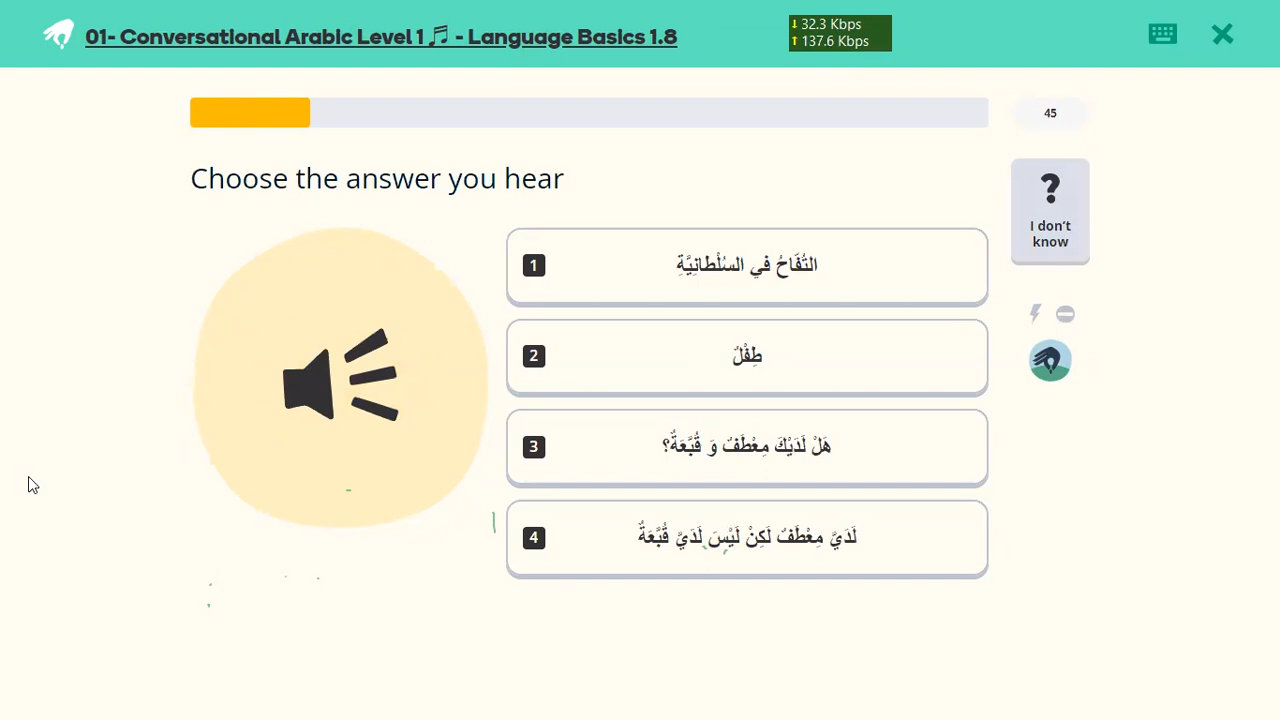 01- Conversational Arabic Level 1 🎵 - Language Basics 1.8
↓ 32.3 Kbps
↑ 137.6 Kbps
45
Choose the answer you hear
?
I don't
know
1 التُفَاحُ في السُلْطانِيَّةِ
2 طِفْلٌ
3 هَلْ لَدَيْكَ مِعْطَفٌ وَ قُبَّعَةٌ؟
4 لَدَيَّ مِعْطَفٌ لَكِنْ لَيْسَ لَدَيَّ قُبَّعَةٌ